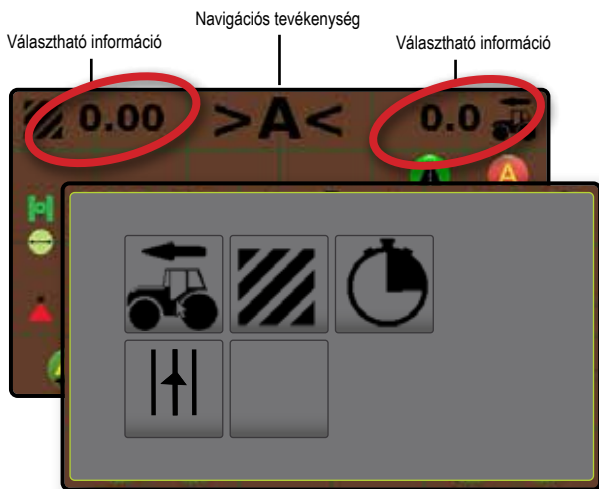 Navigációs tevékenység
Választható információ
Választható információ
0.00
>A<
0.0
A